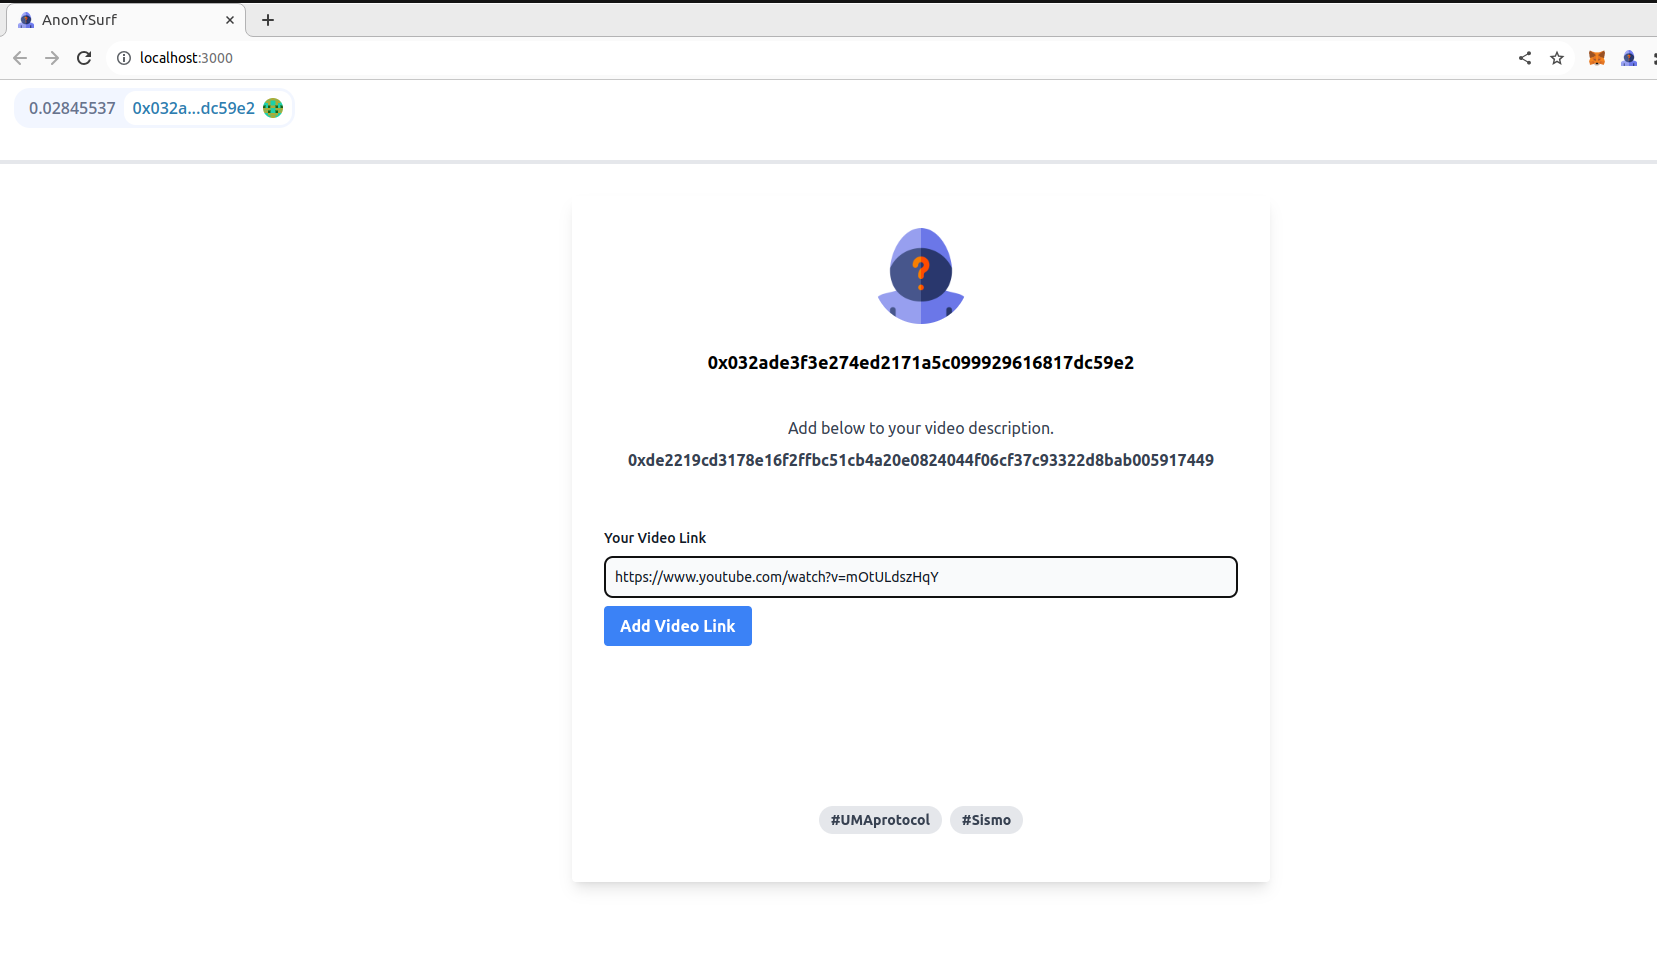 AnonYSurf
localhost:3000
0.02845537 0x032a...dc59e2
?
0x032ade3f3e274ed2171a5c099929616817dc59e2
Add below to your video description.
0xde2219cd3178e16f2ffbc51cb4a20e0824044f06cf37c93322d8bab005917449
Your Video Link
https://www.youtube.com/watch?v=mOtULdszHqY
Add Video Link
#UMAprotocol #Sismo